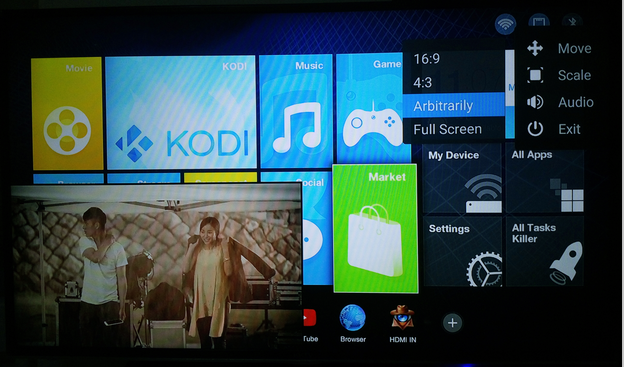 Movie
KODI
KODI
Music
Game
16:9
4:3
Arbitrarily
Full Screen
Move
Scale
Audio
Exit
My Device
All Apps
Market
Settings
All Tasks
Killer
Tube
Browser
HDMI IN